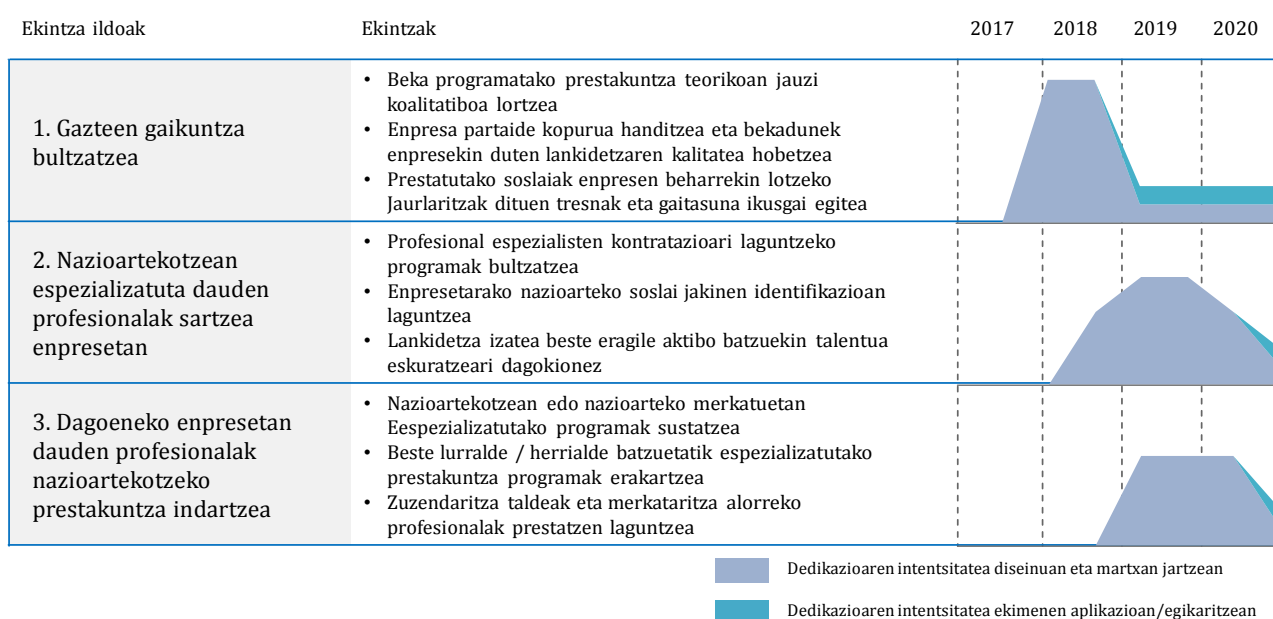 Ekintza ildoak Ekintzak 2017 2018 2019 2020
1. Gazteen gaikuntza
bultzatzea
• Beka programatako prestakuntza teorikoan jauzi
koalitatiboa lortzea
• Enpresa partaide kopurua handitzea eta bekadunek
enpresekin duten lankidetzaren kalitatea hobetzea
• Prestatutako soslaiak enpresen beharrekin lotzeko
Jaurlaritzak dituen tresnak eta gaitasuna ikusgai egitea
2. Nazioartekotzean
espezializatuta dauden
profesionalak sartzea
enpresetan
• Profesional espezialisten kontratazioari laguntzeko
programak bultzatzea
• Enpresetarako nazioarteko soslai jakinen identifikazioan
laguntzea
• Lankidetza izatea beste eragile aktibo batzuekin talentua
eskuratzeari dagokionez
3. Dagoeneko enpresetan
dauden profesionalak
nazioartekotzeko
prestakuntza indartzea
• Nazioartekotzean edo nazioarteko merkatuetan
Eespezializatutako programak sustatzea
• Beste lurralde / herrialde batzuetatik espezializatutako
prestakuntza programak erakartzea
• Zuzendaritza taldeak eta merkataritza alorreko
profesionalak prestatzen laguntzea
Dedikazioaren intentsitatea diseinuan eta martxan jartzean
Dedikazioaren intentsitatea ekimenen aplikazioan/egikaritzean